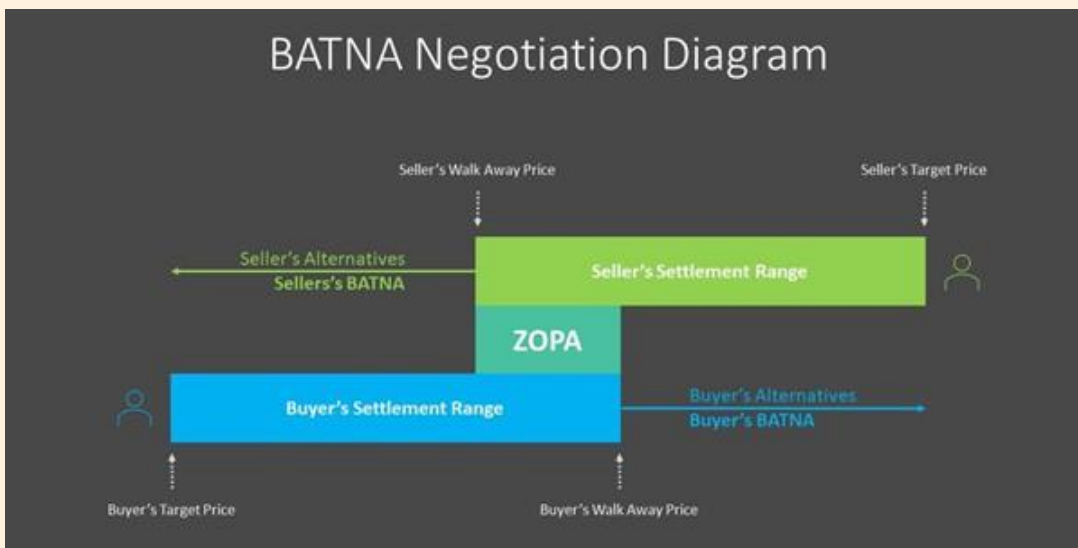 BATNA Negotiation Diagram
Seller's Walk Away Price
Seller's Target Price
Seller's Alternatives
Sellers's BATNA
Seller's Settlement Range
ZOPA
Buyer's Settlement Range
Buyer's Alternatives
Buyer's BATNA
Buyer's Target Price
Buyer's Walk Away Price